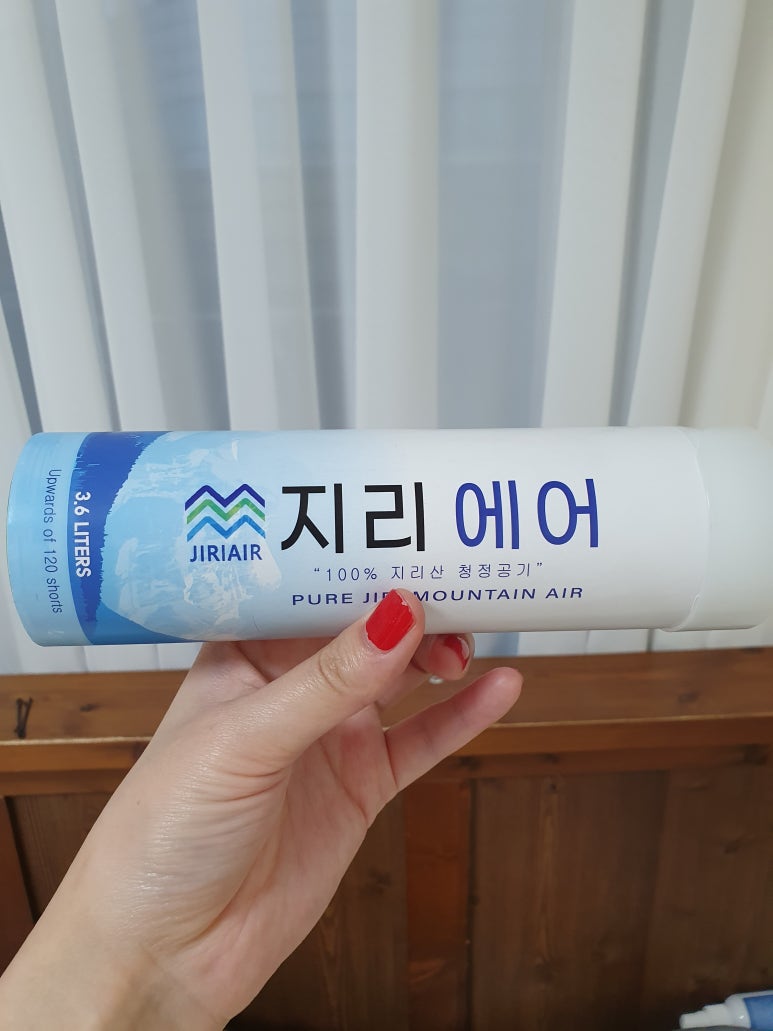 Upwards of 120 shorts
3.6 LITERS
JIRIAIR
지리에어
“100% 지리산 청정공기”
PURE MOUNTAIN AIR